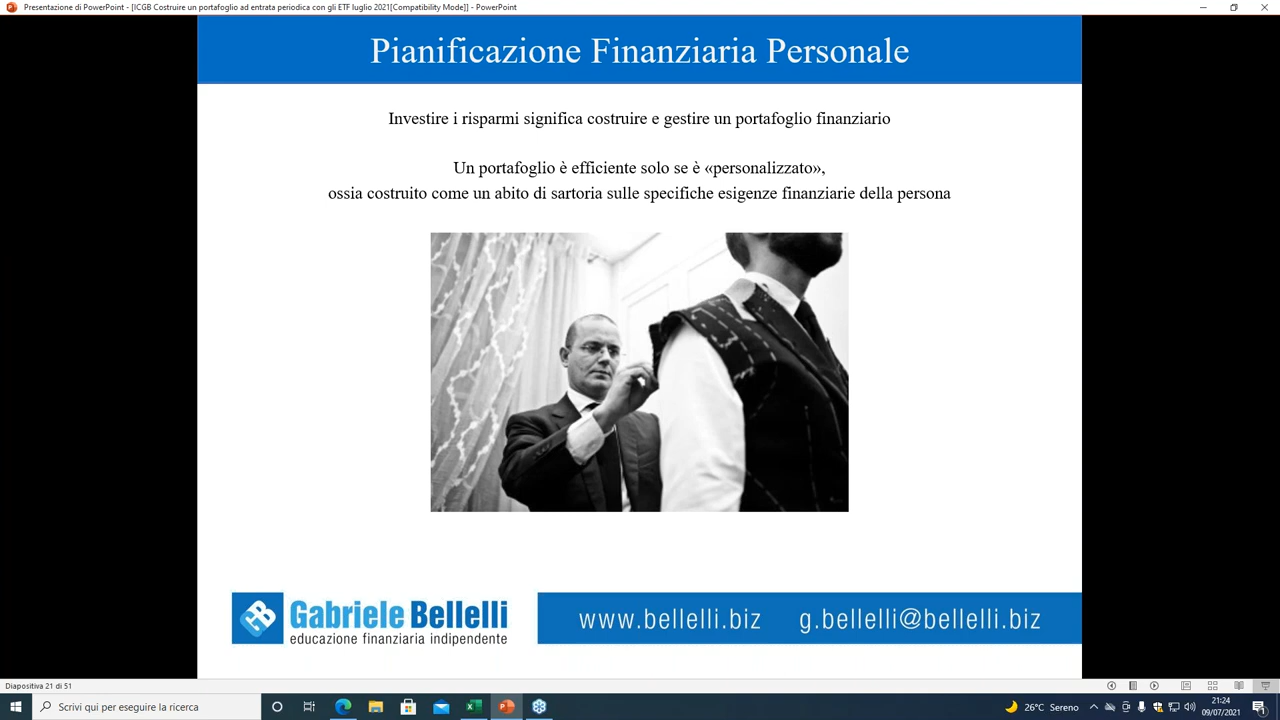 Presentazione di PowerPoint - [ICGB Costruire un portafoglio ad entrata periodica con gli ETF luglio 2021[Compatibility Mode]] - PowerPoint
Pianificazione Finanziaria Personale
Investire i risparmi significa costruire e gestire un portafoglio finanziario
Un portafoglio è efficiente solo se è «personalizzato»,
ossia costruito come un abito di sartoria sulle specifiche esigenze finanziarie della persona
Gabriele Bellelli
educazione finanziaria indipendente
www.bellelli.biz g.bellelli@bellelli.biz
Diapositiva 21 di 51
Scrivi qui per eseguire la ricerca
26°C Sereno
21:24
09/07/2021